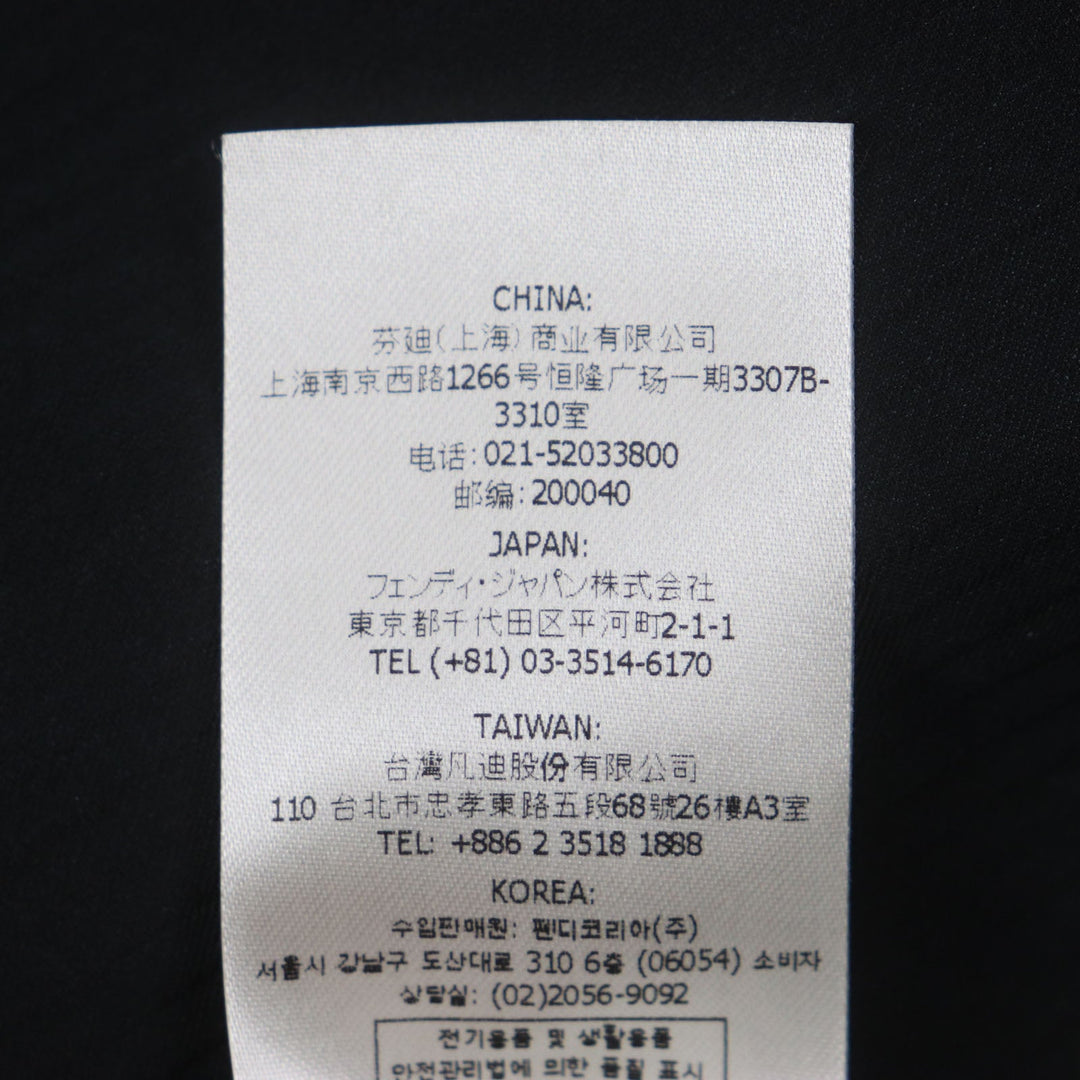 CHINA:
芬迪(上海)商业有限公司
上海南京西路1266号恒隆广场一期3307B-
3310室
电话:021-52033800
邮编:200040
JAPAN:
フェンディ・ジャパン株式会社
東京都千代田区平河町2-1-1
TEL (+81) 03-3514-6170
TAIWAN:
台灣凡迪股份有限公司
110 台北市忠孝東路五段68號26樓A3室
TEL: +886 2 3518 1888
KOREA:
수입판매원: 펜디코리아(주)
서울시 강남구 도산대로 310 6층 (06054) 소비자
상담실: (02)2056-9092
전기용품 및 생활용품
안전관리법에 의한 품질 표시